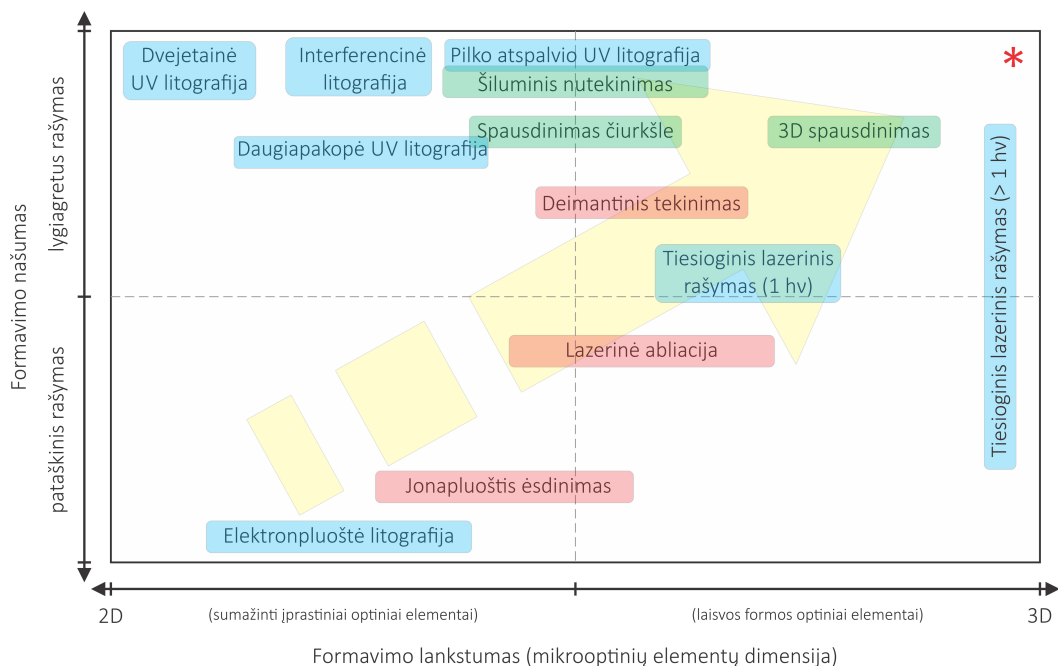 Dvejetainė
UV litografija
Interferencinė
litografija
Pilko atspalvio UV litografija
Šiluminis nutekinimas
*
Spausdinimas čiurkšle
3D spausdinimas
Daugiapakopė UV litografija
Deimantinis tekinimas
Tiesioginis lazerinis
rašymas (1 hv)
Tiesioginis lazerinis rašymas (> 1 hv)
Lazerinė abliacija
Jonapluoštis ėsdinimas
Elektronpluoštė litografija
Formavimo našumas
lygiagretus rašymas
pataškinis rašymas
2D
(sumažinti įprastiniai optiniai elementai)
(laisvos formos optiniai elementai)
3D
Formavimo lankstumas (mikrooptinių elementų dimensija)